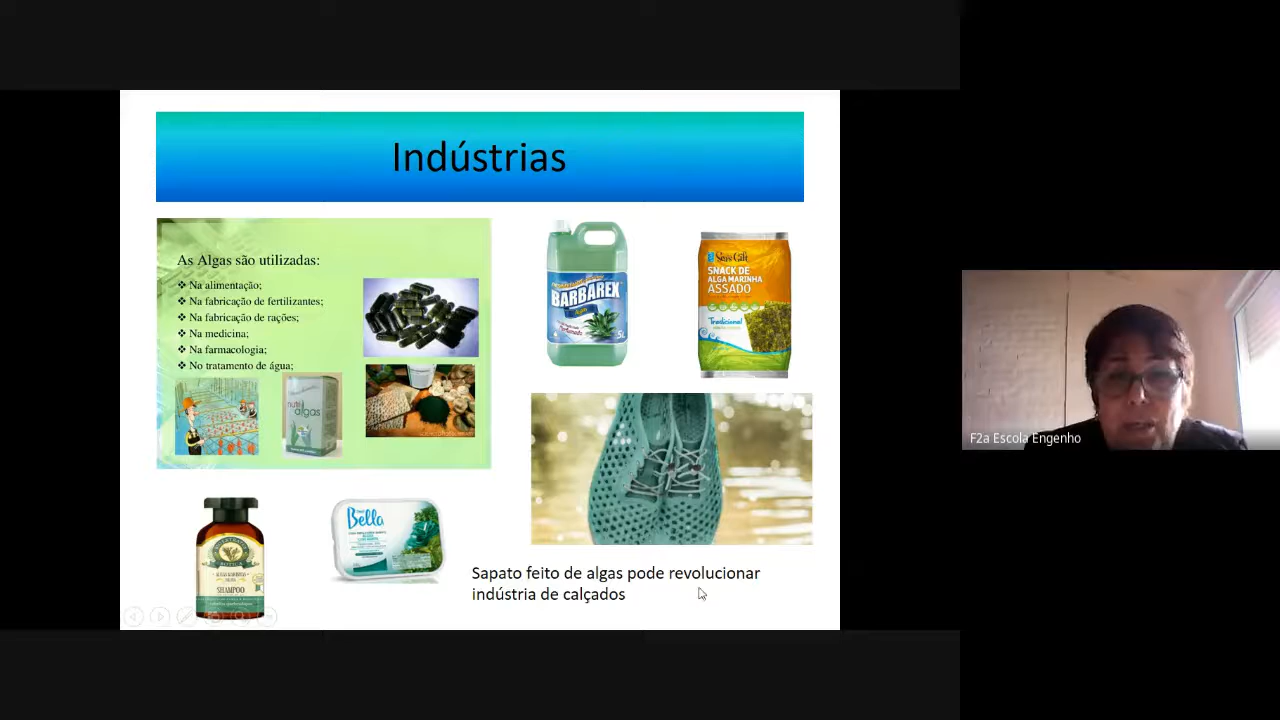 Indústrias
As Algas são utilizadas:
❖ Na alimentação;
❖ Na fabricação de fertilizantes;
❖ Na fabricação de rações;
❖ Na medicina;
❖ Na farmacologia;
❖ No tratamento de água;
algas
BARBAREX
5L
SNACK DE
ALGA MARINHA
ASSADO
Tradicional
Bella
SHAMPOO
Sapato feito de algas pode revolucionar
indústria de calçados
F2a Escola Engenho